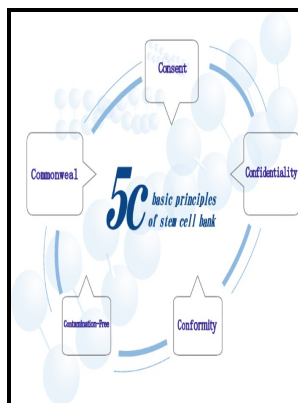 Consent
Commonweal
Confidentiality
5c basic principles
of stem cell bank
Contamination-Free
Conformity